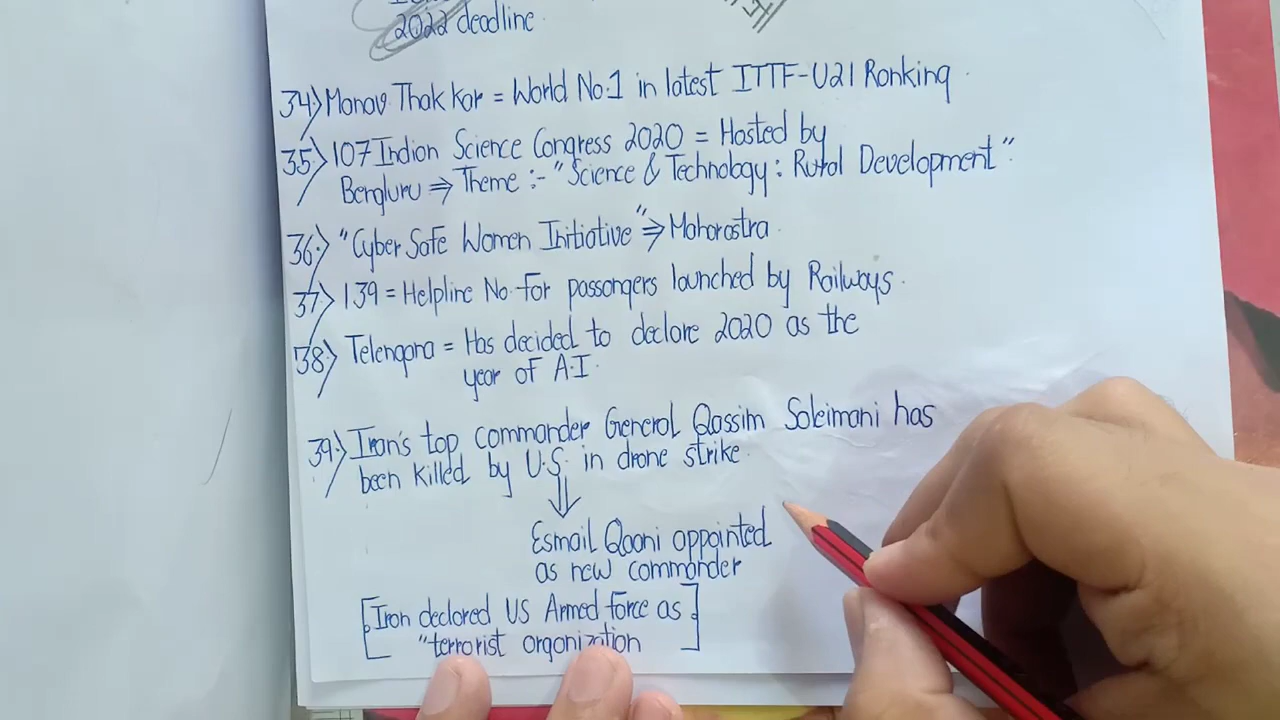 2022 deadline
34) Manav Thakkar = World No.1 in latest ITTF-U21 Ranking.
35) 107 Indian Science Congress 2020 = Hosted by
Bengluru ⇒ Theme :- "Science & Technology : Rural Development".
36) "Cyber Safe Women Initiative" ⇒ Maharastra
37) 139 = Helpline No. for passangers launched by Railways.
38) Telengana = Has decided to declare 2020 as the
year of A.I.
39) Iran's top commander General Qassim Soleimani has
been killed by U.S. in drone strike.
⇓
Esmail Qaani appointed
as new commander
[Iran declared US Armed force as
"terrorist organization]